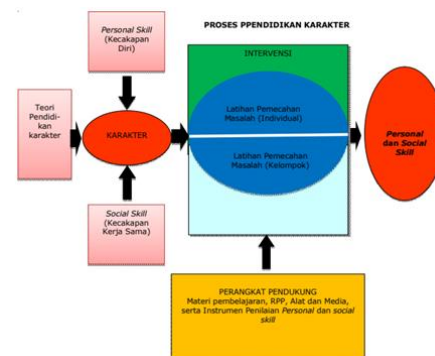 PROSES PPENDIDIKAN KARAKTER
Personal Skill
(Kecakapan
Diri)
INTERVENSI
Teori
Pendidi-
kan
karakter
KARAKTER
Latihan Pemecahan
Masalah (Individual)
Latihan Pemecahan
Masalah (Kelompok)
Personal
dan Social
Skill
Social Skill
(Kecakapan
Kerja Sama)
PERANGKAT PENDUKUNG
Materi pembelajaran, RPP, Alat dan Media,
serta Instrumen Penilaian Personal dan social
skill